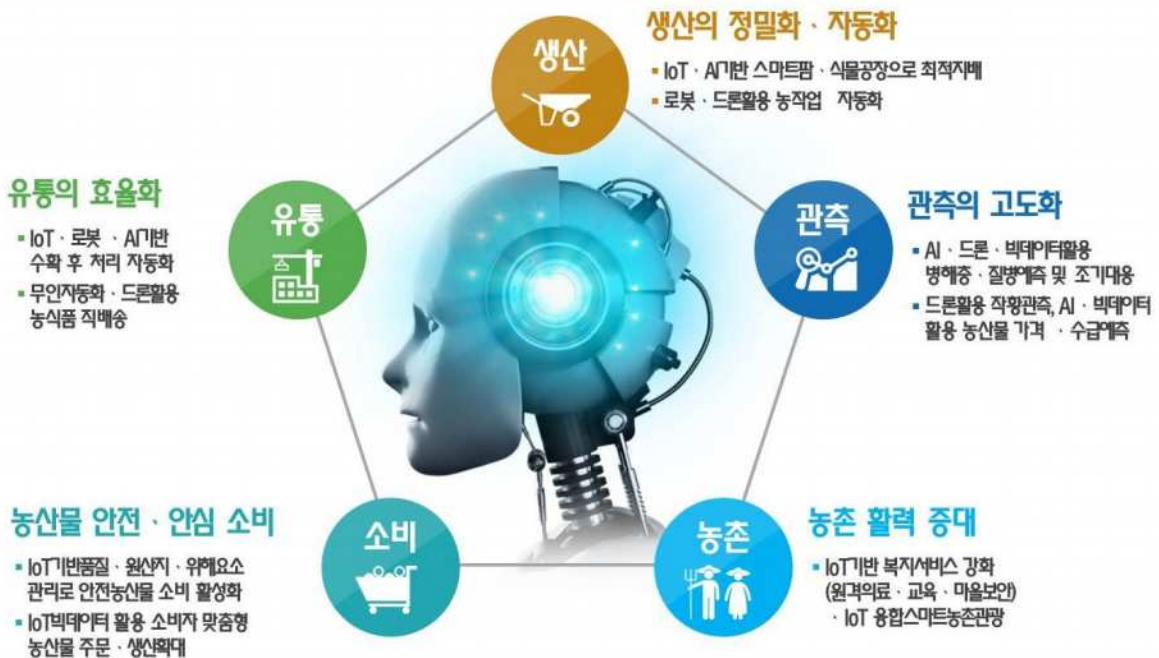 생산
생산의 정밀화 · 자동화
▪ IoT · AI기반 스마트팜 · 식물공장으로 최적재배
▪ 로봇 · 드론활용 농작업 자동화
관측
관측의 고도화
▪ AI · 드론 · 빅데이터활용
병해충 · 질병예측 및 조기대응
▪ 드론활용 작황관측, AI · 빅데이터
활용 농산물 가격 · 수급예측
농촌
농촌 활력 증대
▪ IoT기반 복지서비스 강화
(원격의료 · 교육 · 마을보안)
· IoT 융합스마트농촌관광
소비
농산물 안전 · 안심 소비
▪ IoT기반품질 · 원산지 · 위해요소
관리로 안전농산물 소비 활성화
▪ IoT빅데이터 활용 소비자 맞춤형
농산물 주문 · 생산확대
유통
유통의 효율화
▪ IoT · 로봇 · AI기반
수확 후 처리 자동화
▪ 무인자동화 · 드론활용
농식품 직배송